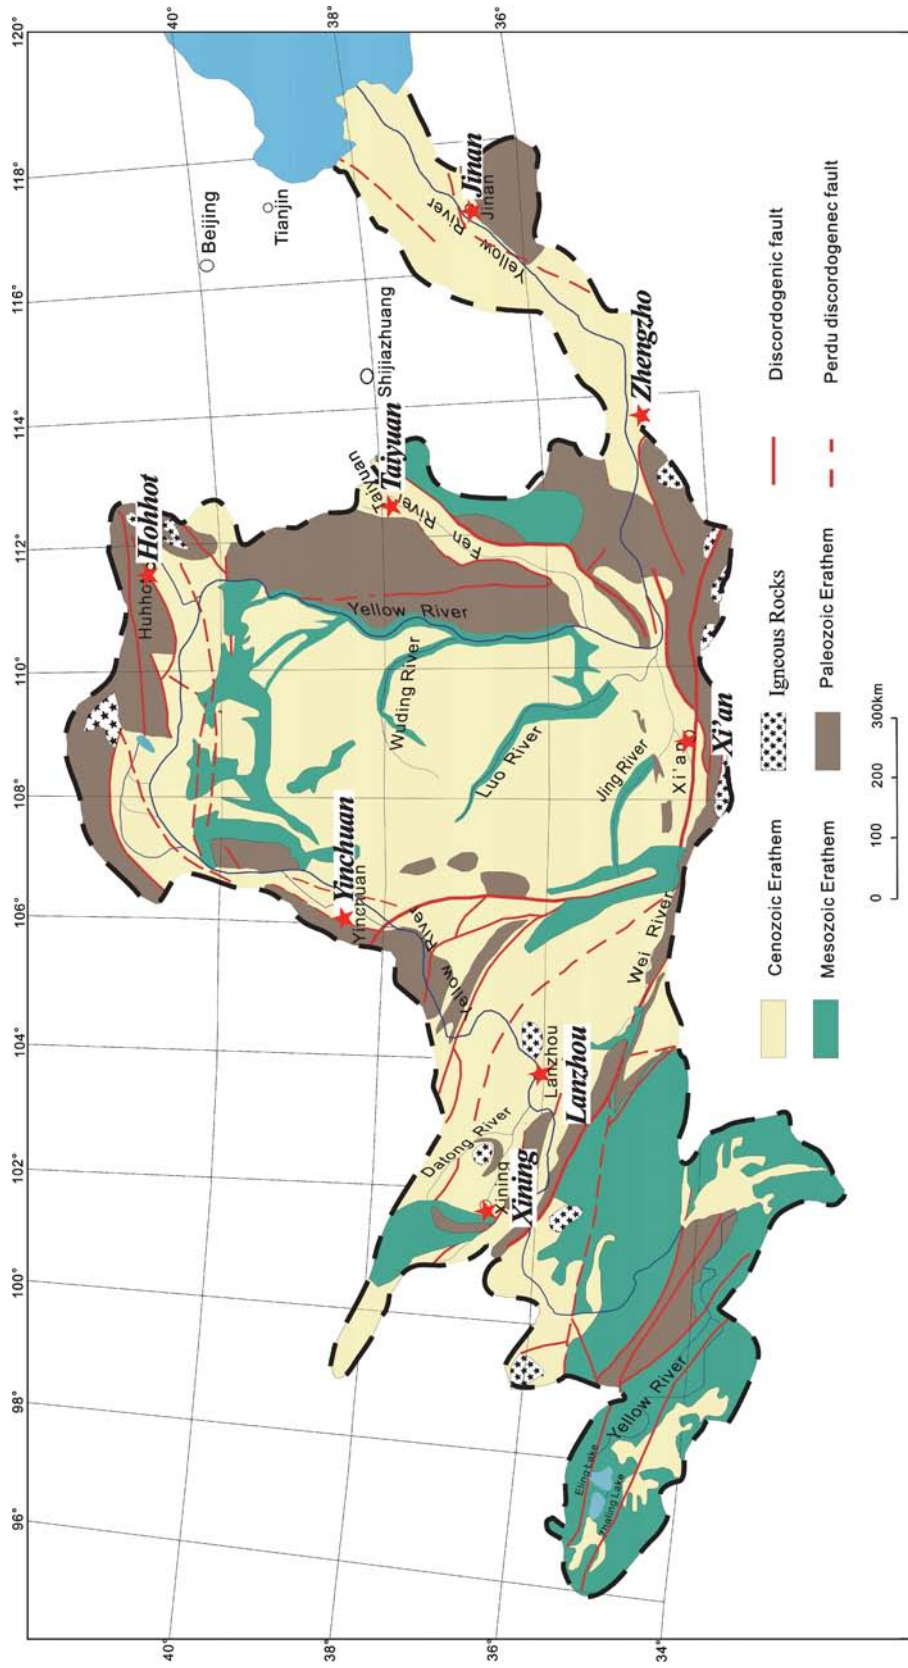 96°
98°
100°
102°
104°
106°
108°
110°
112°
114°
116°
118°
120°
40°
38°
36°
34°
40°
38°
36°
Beijing
Tianjin
Shijiazhuang
Huhhot
Hohhot
Taiyuan
Taiyuan
Fen River
Yellow River
Jinan
Jinan
Yellow River
Zhengzho
Yinchuan
Yinchuan
Wuding River
Luo River
Jing River
Xi'an
Xi'an
Yellow River
Wei River
Datong River
Lanzhou
Lanzhou
Xining
Xining
Yellow River
Eling Lake
Zhaling Lake
Cenozoic Erathem
Igneous Rocks
Discordogenic fault
Mesozoic Erathem
Paleozoic Erathem
Perdu discordogenec fault
0 100 200 300km